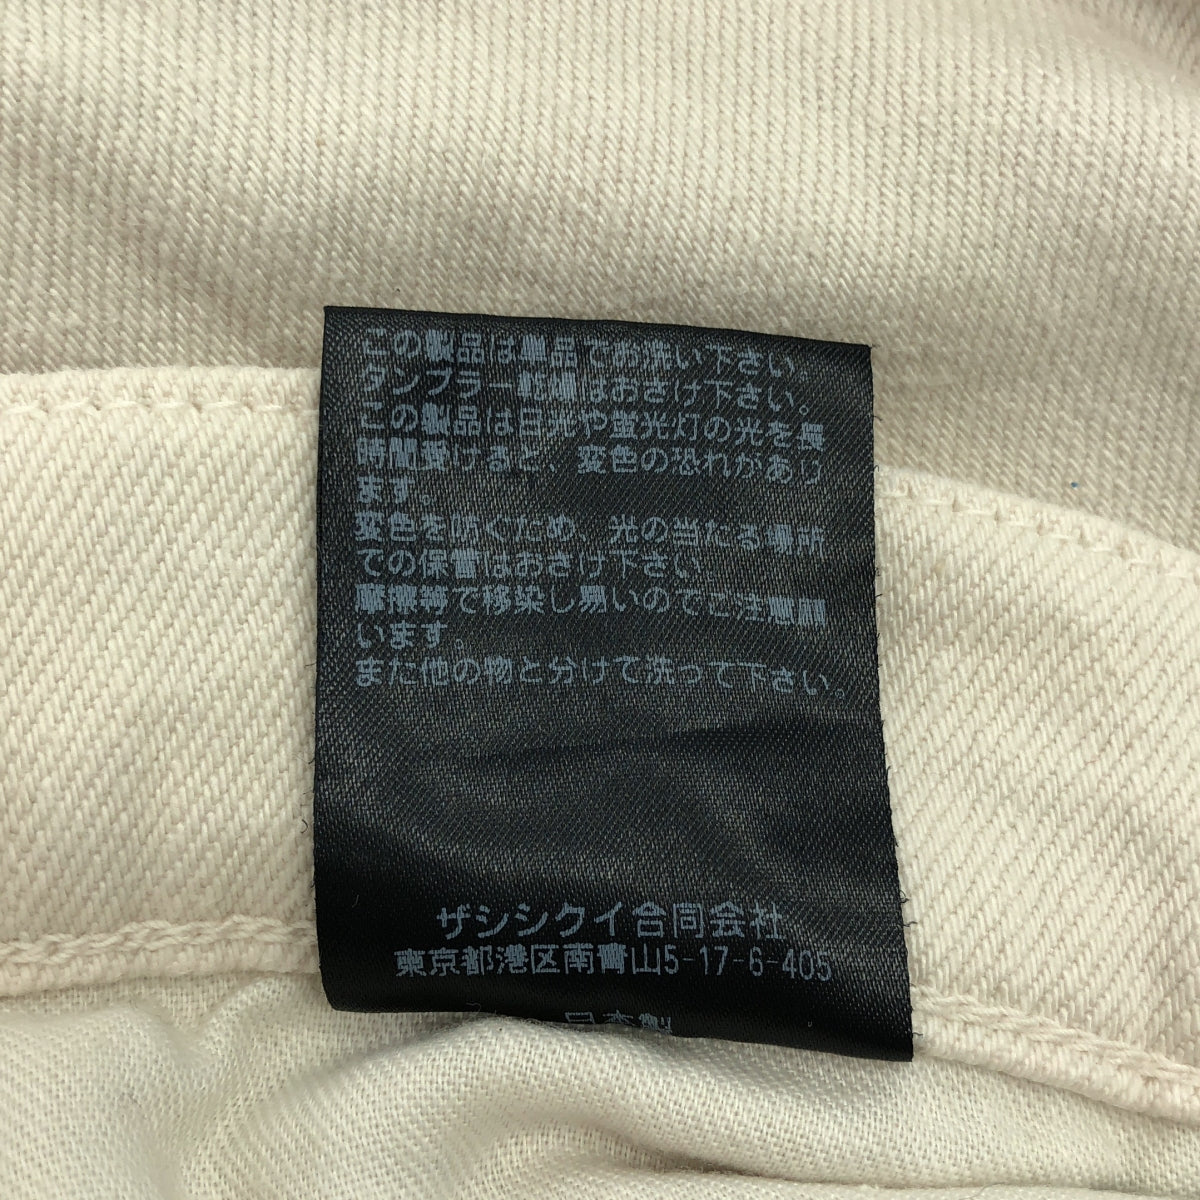 この製品は単品でお洗い下さい。
タンブラー乾燥はおさけ下さい。
この製品は日光や蛍光灯の光を長
時間受けると、変色の恐れがあり
ます。
変色を防ぐため、光の当たる場所
での保管はおさけ下さい。
摩擦等で移染し易いのでご注意願
います。
また他の物と分けて洗って下さい。
ザシシクイ合同会社
東京都港区南青山5-17-6-405
日本製